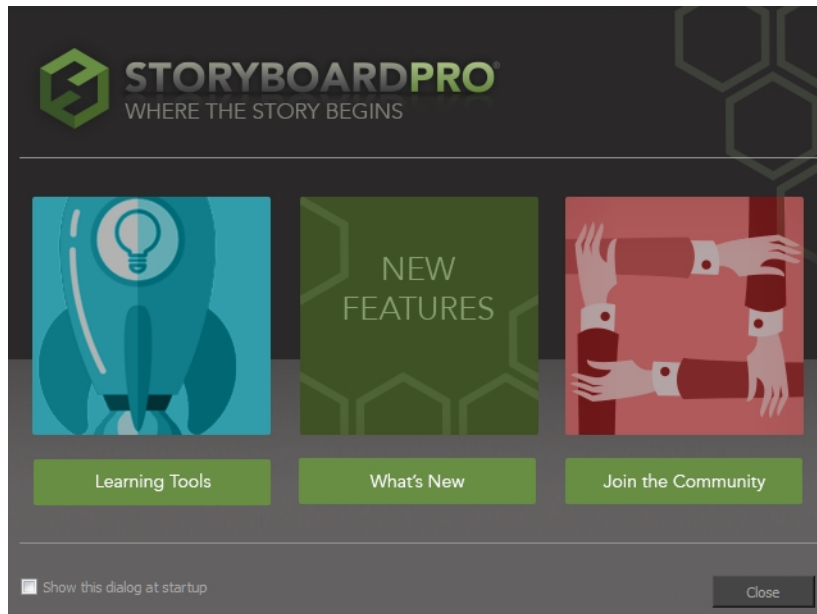 STORYBOARDPRO®
WHERE THE STORY BEGINS
NEW
FEATURES
Learning Tools
What's New
Join the Community
Show this dialog at startup
Close